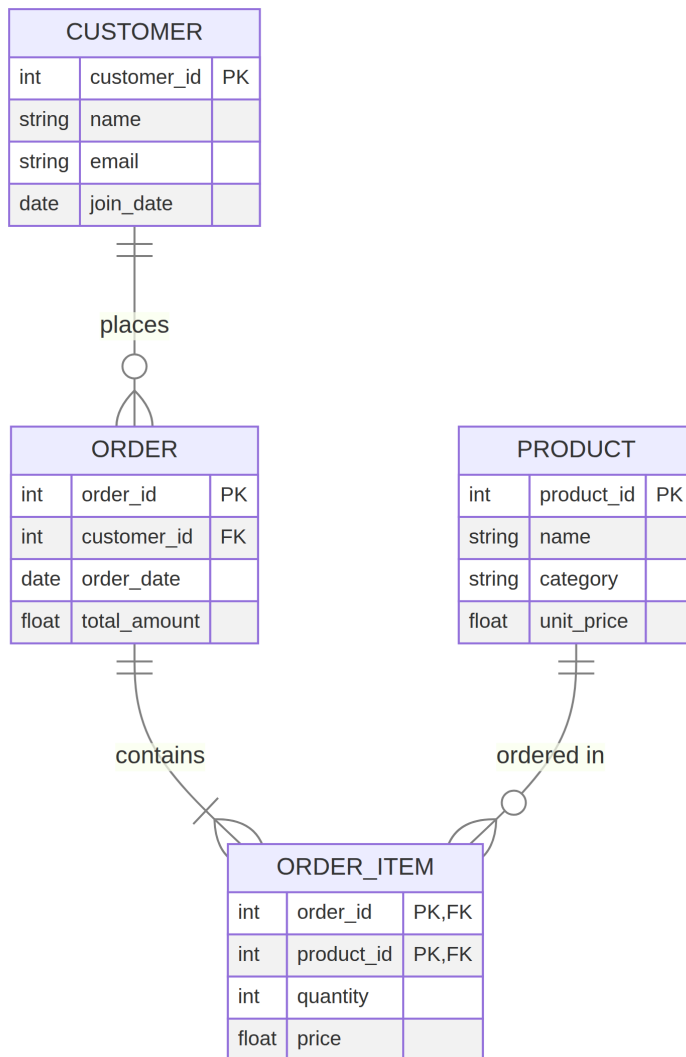 CUSTOMER
int customer_id PK
string name
string email
date join_date
places
ORDER
int order_id PK
int customer_id FK
date order_date
float total_amount
PRODUCT
int product_id PK
string name
string category
float unit_price
contains
ordered in
ORDER_ITEM
int order_id PK,FK
int product_id PK,FK
int quantity
float price